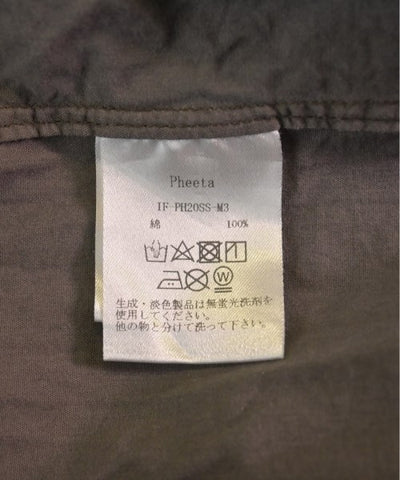 Pheeta
IF-PH20SS-M3
綿 100%
W
生成・淡色製品は無蛍光洗剤を
使用してください。
他の物と分けて洗って下さい。